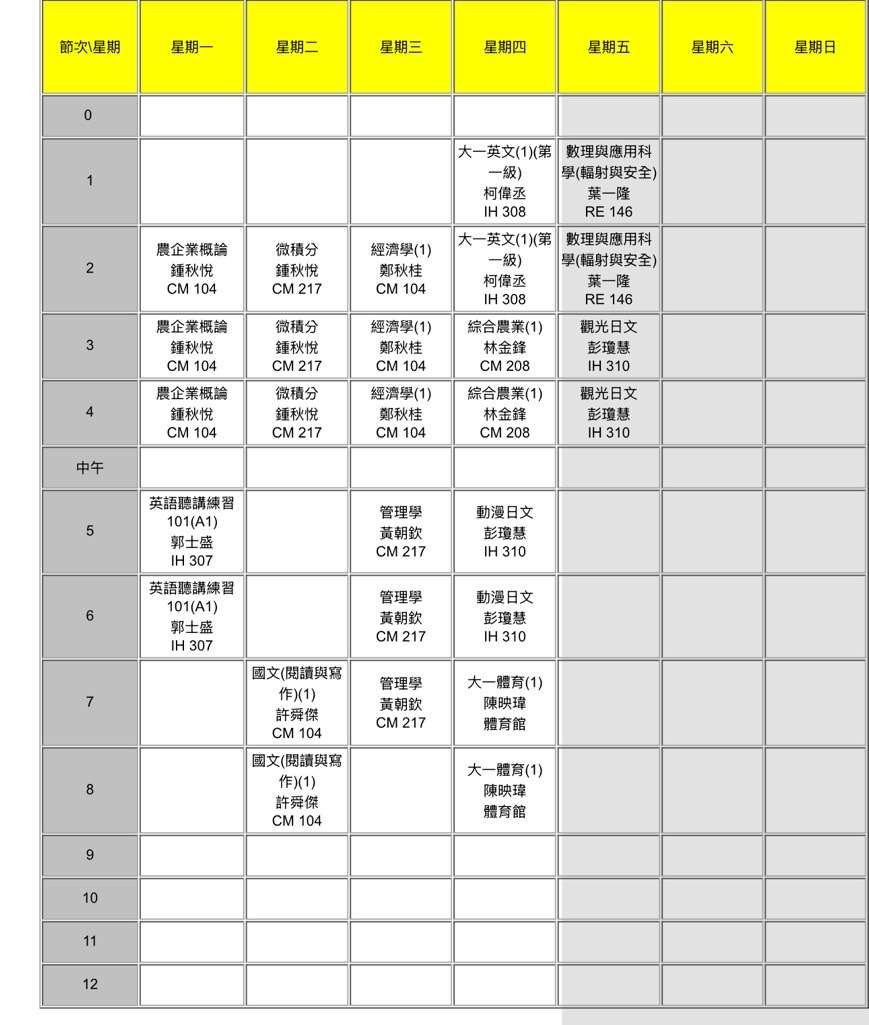 節次\星期 星期一 星期二 星期三 星期四 星期五 星期六 星期日
0
1
大一英文(1)(第
一級)
柯偉丞
IH 308
數理與應用科
學(輻射與安全)
葉一隆
RE 146
2
農企業概論
鍾秋悅
CM 104
微積分
鍾秋悅
CM 217
經濟學(1)
鄭秋桂
CM 104
大一英文(1)(第
一級)
柯偉丞
IH 308
數理與應用科
學(輻射與安全)
葉一隆
RE 146
3
農企業概論
鍾秋悅
CM 104
微積分
鍾秋悅
CM 217
經濟學(1)
鄭秋桂
CM 104
綜合農業(1)
林金鋒
CM 208
觀光日文
彭瓊慧
IH 310
4
農企業概論
鍾秋悅
CM 104
微積分
鍾秋悅
CM 217
經濟學(1)
鄭秋桂
CM 104
綜合農業(1)
林金鋒
CM 208
觀光日文
彭瓊慧
IH 310
中午
5
英語聽講練習
101(A1)
郭士盛
IH 307
管理學
黃朝欽
CM 217
動漫日文
彭瓊慧
IH 310
6
英語聽講練習
101(A1)
郭士盛
IH 307
管理學
黃朝欽
CM 217
動漫日文
彭瓊慧
IH 310
7
國文(閱讀與寫
作)(1)
許舜傑
CM 104
管理學
黃朝欽
CM 217
大一體育(1)
陳映瑋
體育館
8
國文(閱讀與寫
作)(1)
許舜傑
CM 104
大一體育(1)
陳映瑋
體育館
9
10
11
12